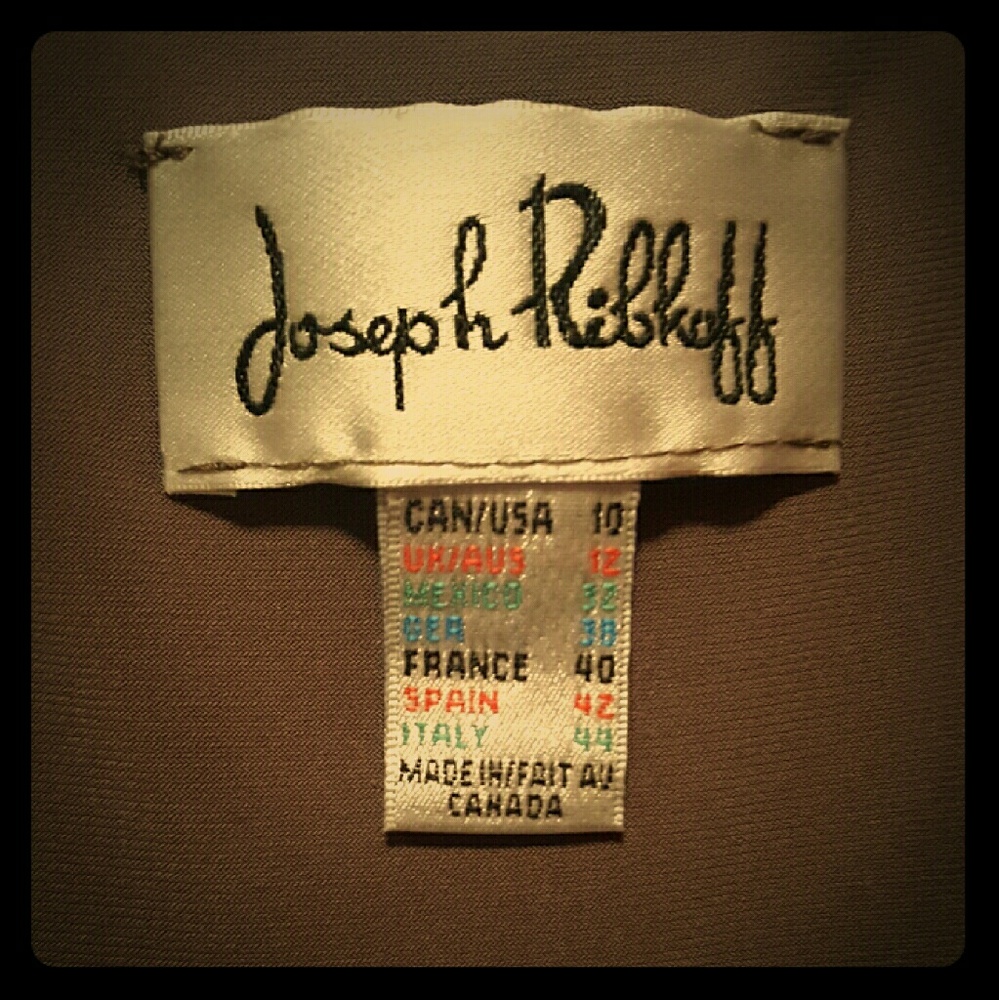 Joseph Ribkoff
CAN/USA 10
UK/AUS 12
MEXICO 32
GER 38
FRANCE 40
SPAIN 42
ITALY 44
MADE IN/FAIT AU
CANADA